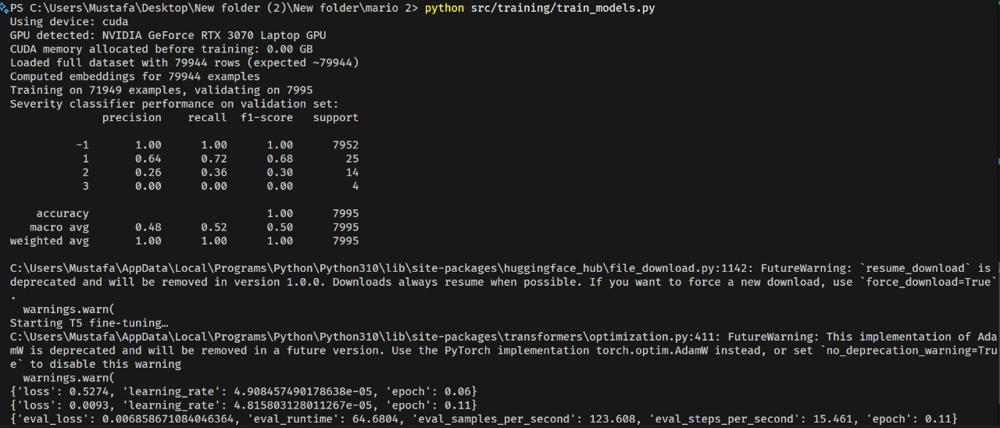 PS C:\Users\Mustafa\Desktop\New folder (2)\New folder\mario 2> python src/training/train_models.py
Using device: cuda
GPU detected: NVIDIA GeForce RTX 3070 Laptop GPU
CUDA memory allocated before training: 0.00 GB
Loaded full dataset with 79944 rows (expected ~79944)
Computed embeddings for 79944 examples
Training on 71949 examples, validating on 7995
Severity classifier performance on validation set:
              precision    recall  f1-score   support

          -1       1.00      1.00      1.00      7952
           1       0.64      0.72      0.68        25
           2       0.26      0.36      0.30        14
           3       0.00      0.00      0.00         4

    accuracy                           1.00      7995
   macro avg       0.48      0.52      0.50      7995
weighted avg       1.00      1.00      1.00      7995

C:\Users\Mustafa\AppData\Local\Programs\Python\Python310\lib\site-packages\huggingface_hub\file_download.py:1142: FutureWarning: `resume_download` is
deprecated and will be removed in version 1.0.0. Downloads always resume when possible. If you want to force a new download, use `force_download=True`
.
  warnings.warn(
Starting T5 fine-tuning…
C:\Users\Mustafa\AppData\Local\Programs\Python\Python310\lib\site-packages\transformers\optimization.py:411: FutureWarning: This implementation of Ada
mW is deprecated and will be removed in a future version. Use the PyTorch implementation torch.optim.AdamW instead, or set `no_deprecation_warning=Tru
e` to disable this warning
  warnings.warn(
{'loss': 0.5274, 'learning_rate': 4.908457490178638e-05, 'epoch': 0.06}
{'loss': 0.0093, 'learning_rate': 4.815803128011267e-05, 'epoch': 0.11}
{'eval_loss': 0.006858671084046364, 'eval_runtime': 64.6804, 'eval_samples_per_second': 123.608, 'eval_steps_per_second': 15.461, 'epoch': 0.11}